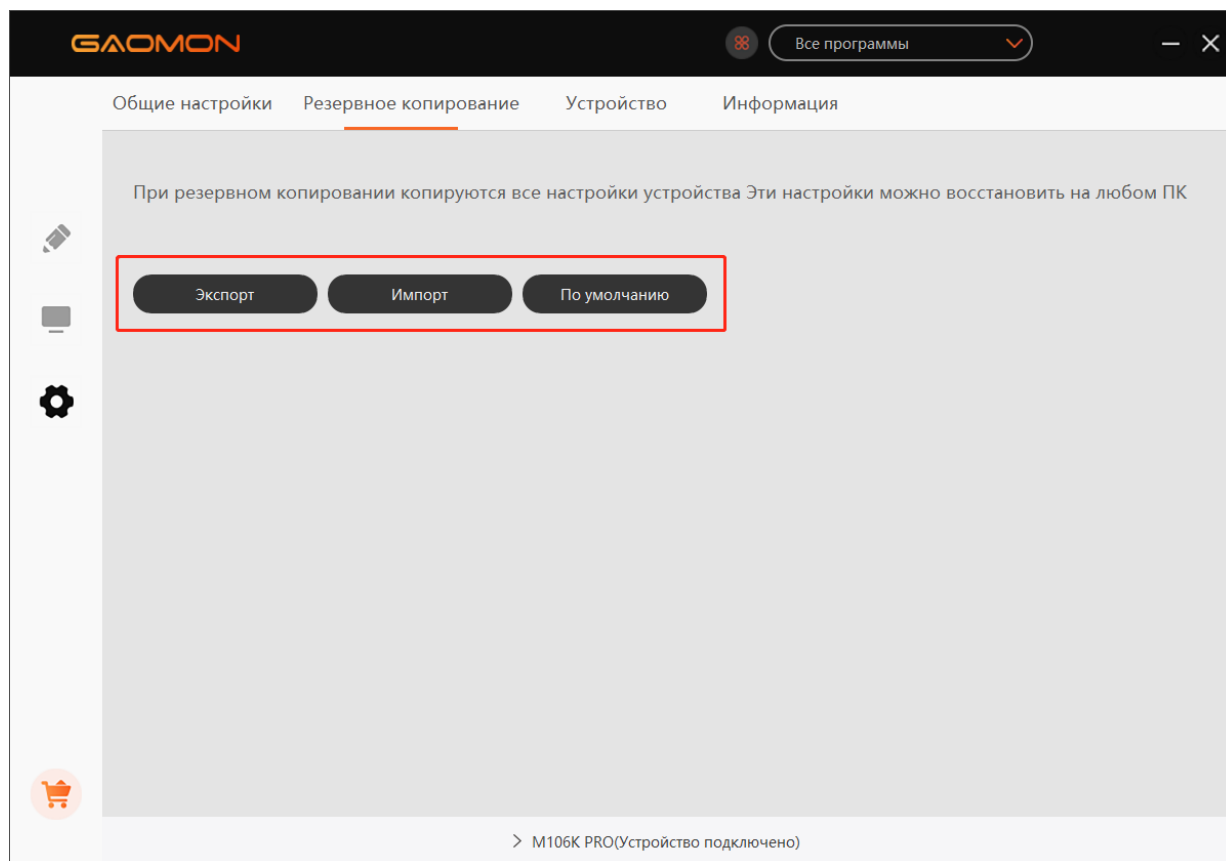 GAOMON
Все программы
Общие настройки Резервное копирование Устройство Информация
При резервном копировании копируются все настройки устройства Эти настройки можно восстановить на любом ПК
Экспорт Импорт По умолчанию
M106K PRO(Устройство подключено)